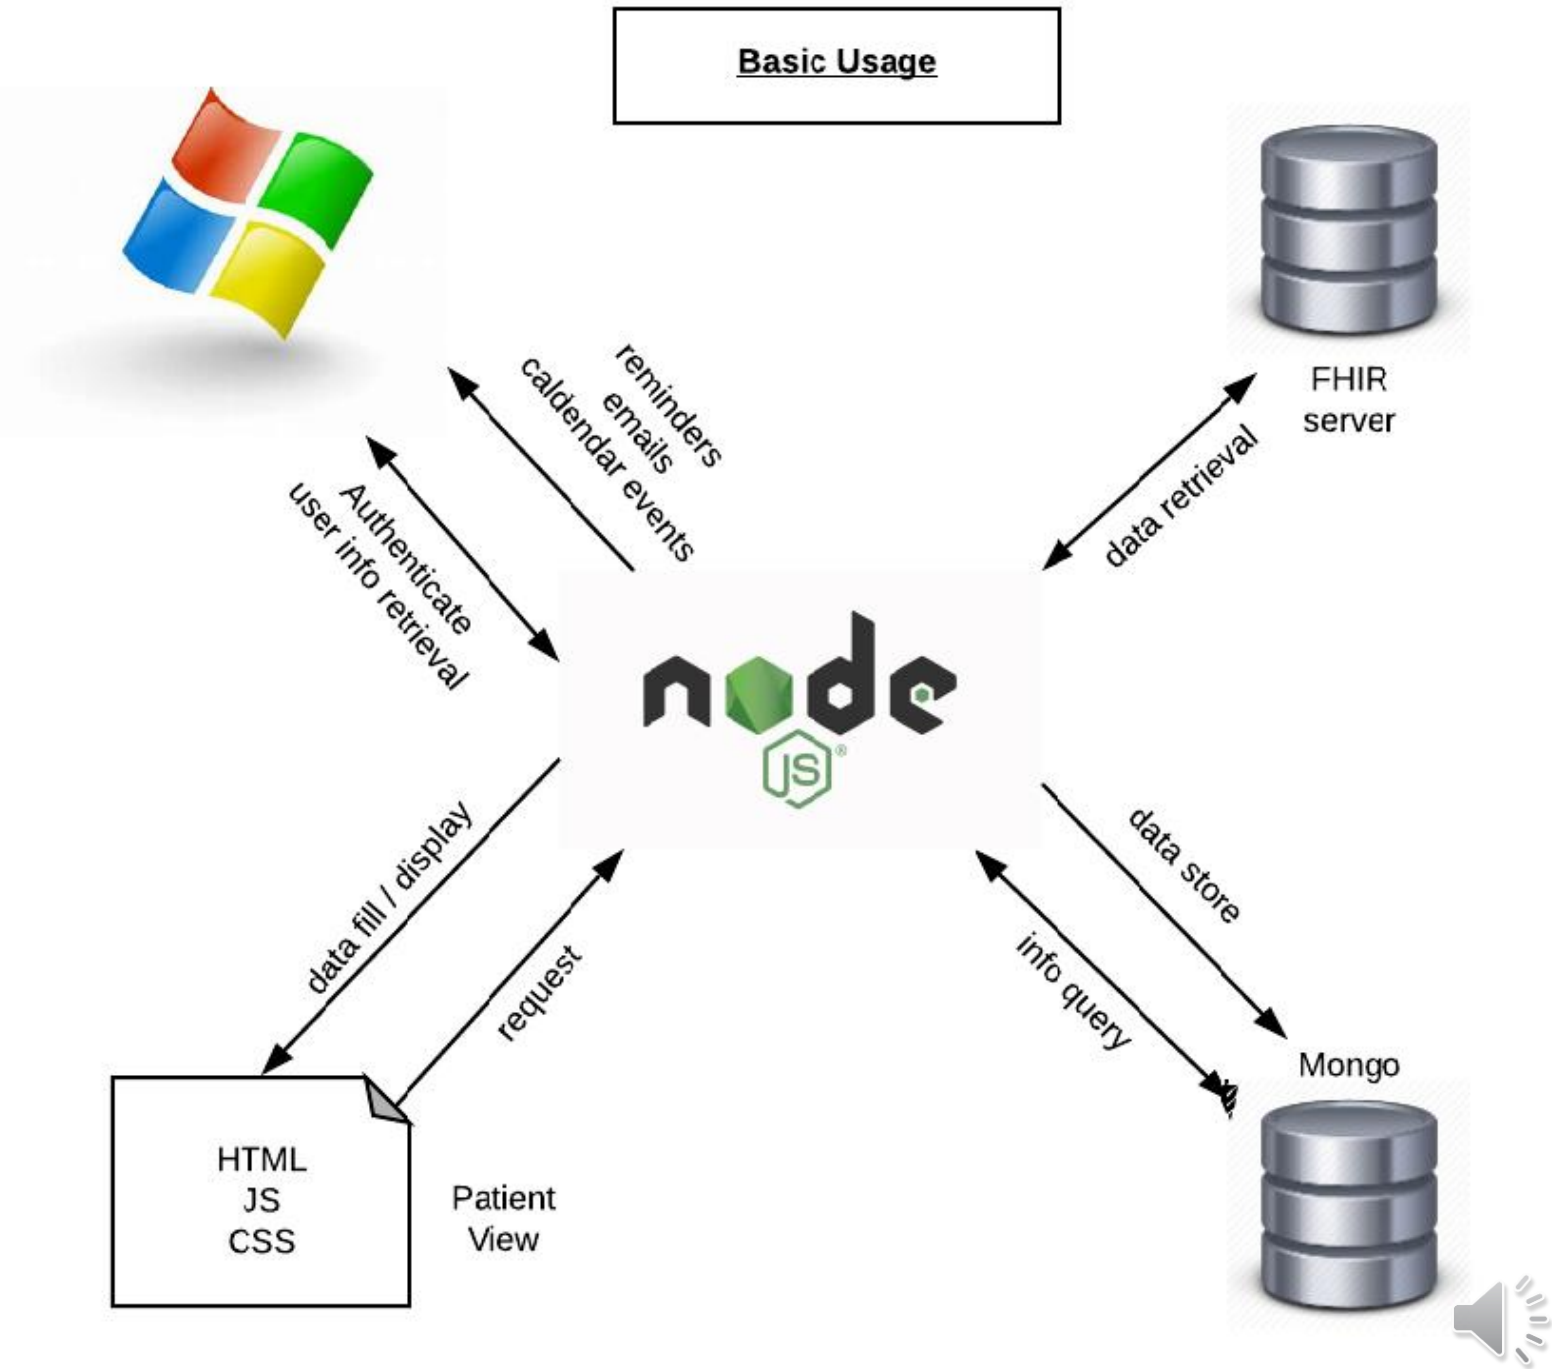 Basic Usage
FHIR
server
reminders
emails
caldendar events
Authenticate
user info retrieval
data retrieval
node
JS®
data fill / display
request
data store
info query
Mongo
HTML
JS
CSS
Patient
View